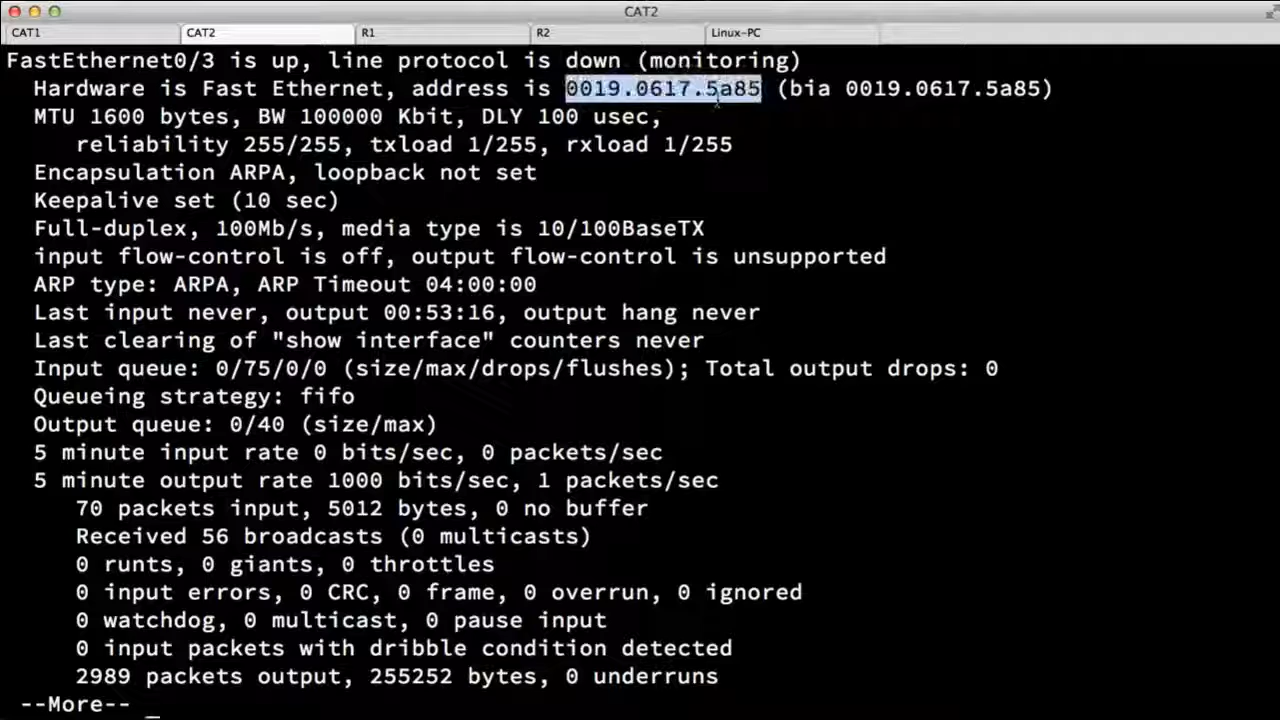 CAT2
CAT1 CAT2 R1 R2 Linux-PC
FastEthernet0/3 is up, line protocol is down (monitoring)
Hardware is Fast Ethernet, address is 0019.0617.5a85 (bia 0019.0617.5a85)
MTU 1600 bytes, BW 100000 Kbit, DLY 100 usec,
reliability 255/255, txload 1/255, rxload 1/255
Encapsulation ARPA, loopback not set
Keepalive set (10 sec)
Full-duplex, 100Mb/s, media type is 10/100BaseTX
input flow-control is off, output flow-control is unsupported
ARP type: ARPA, ARP Timeout 04:00:00
Last input never, output 00:53:16, output hang never
Last clearing of "show interface" counters never
Input queue: 0/75/0/0 (size/max/drops/flushes); Total output drops: 0
Queueing strategy: fifo
Output queue: 0/40 (size/max)
5 minute input rate 0 bits/sec, 0 packets/sec
5 minute output rate 1000 bits/sec, 1 packets/sec
70 packets input, 5012 bytes, 0 no buffer
Received 56 broadcasts (0 multicasts)
0 runts, 0 giants, 0 throttles
0 input errors, 0 CRC, 0 frame, 0 overrun, 0 ignored
0 watchdog, 0 multicast, 0 pause input
0 input packets with dribble condition detected
2989 packets output, 255252 bytes, 0 underruns
--More--